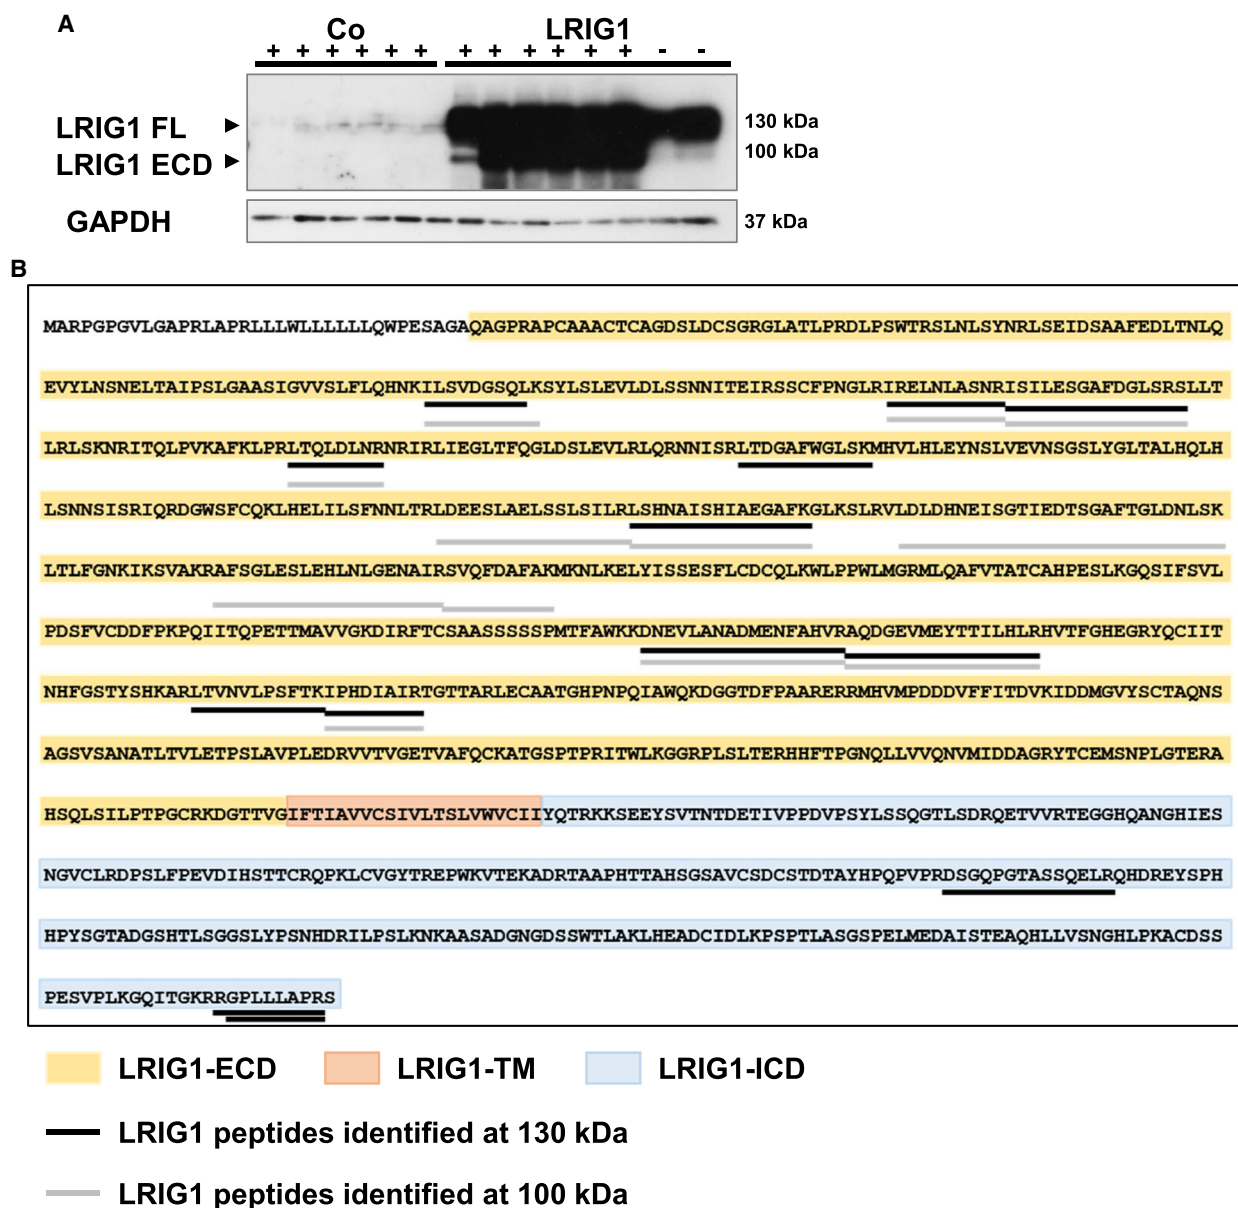 A
Co LRIG1
+ + + + + + + + + + + + - -
LRIG1 FL 130 kDa
LRIG1 ECD 100 kDa
GAPDH 37 kDa
B
MARPGPGVLGAPRLAPRLLLWLLLLLLQWPESAGAQAGPRAPCAAACTCAGDSLDCSGRGLATLPRDLPSWTRSLNLSYNRLSEIDSAAFEDLTNLQ
EVYLNSNELTAIPSLGAASIGVVSLFLQHNKILSVDGSQLKSYLSLEVLDLSSNNITEIRSSCFPNGLRIRELNLASNRISILESGAFDGLSRSLLT
LRLSKNRITQLPVKAFKLPRLTQLDLNRNRIRLIEGLTFQGLDSLEVLRLQRNNISRLTDGAFWGLSKMHVLHLEYNSLVEVNSGSLYGLTALHQLH
LSNNSISRIQRDGWSFCQKLHELILSFNNLTRLDEESLAELSSLSILRLSHNAISHIAEGAFKGLKSLRVLDLDHNEISGTIEDTSGAFTGLDNLSK
LTLFGNKIKSVAKRAFSGLESLEHLNLGENAIRSVQFDAFAKMKNLKELYISSESFLCDCQLKWLPPWLMGRMLQAFVTATCAHPESLKGQSIFSVL
PDSFVCDDFPKPQIITQPETTMAVVGKDIRFTCSAASSSSSPMTFAWKKDNEVLANADMENFAHVRAQDGEVMEYTTILHLRHVTFGHEGRYQCIIT
NHFGSTYSHKARLTVNVLPSFTKIPHDIAIRTGTTARLECAATGHPNPQIAWQKDGGTDFPAARERRMHVMPDDDVFFITDVKIDDMGVYSCTAQNS
AGSVSANATLTVLETPSLAVPLEDRVVTVGETVAFQCKATGSPTPRITWLKGGRPLSLTERHHFTPGNQLLVVQNVMIDDAGRYTCEMSNPLGTERA
HSQLSILPTPGCRKDGTTVGIFTIAVVCSIVLTSLVWVCIIYQTRKKSEEYSVTNTDETIVPPDVPSYLSSQGTLSDRQETVVRTEGGHQANGHIES
NGVCLRDPSLFPEVDIHSTTCRQPKLCVGYTREPWKVTEKADRTAAPHTTAHSGSAVCSDCSTDTAYHPQPVPRDSGQPGTASSQELRQHDREYSPH
HPYSGTADGSHTLSGGSLYPSNHDRILPSLKNKAASADGNGDSSWTLAKLHEADCIDLKPSPTLASGSPELMEDAISTEAQHLLVSNGHLPKACDSS
PESVPLKGQITGKRRGPLLLAPRS
LRIG1-ECD LRIG1-TM LRIG1-ICD
LRIG1 peptides identified at 130 kDa
LRIG1 peptides identified at 100 kDa